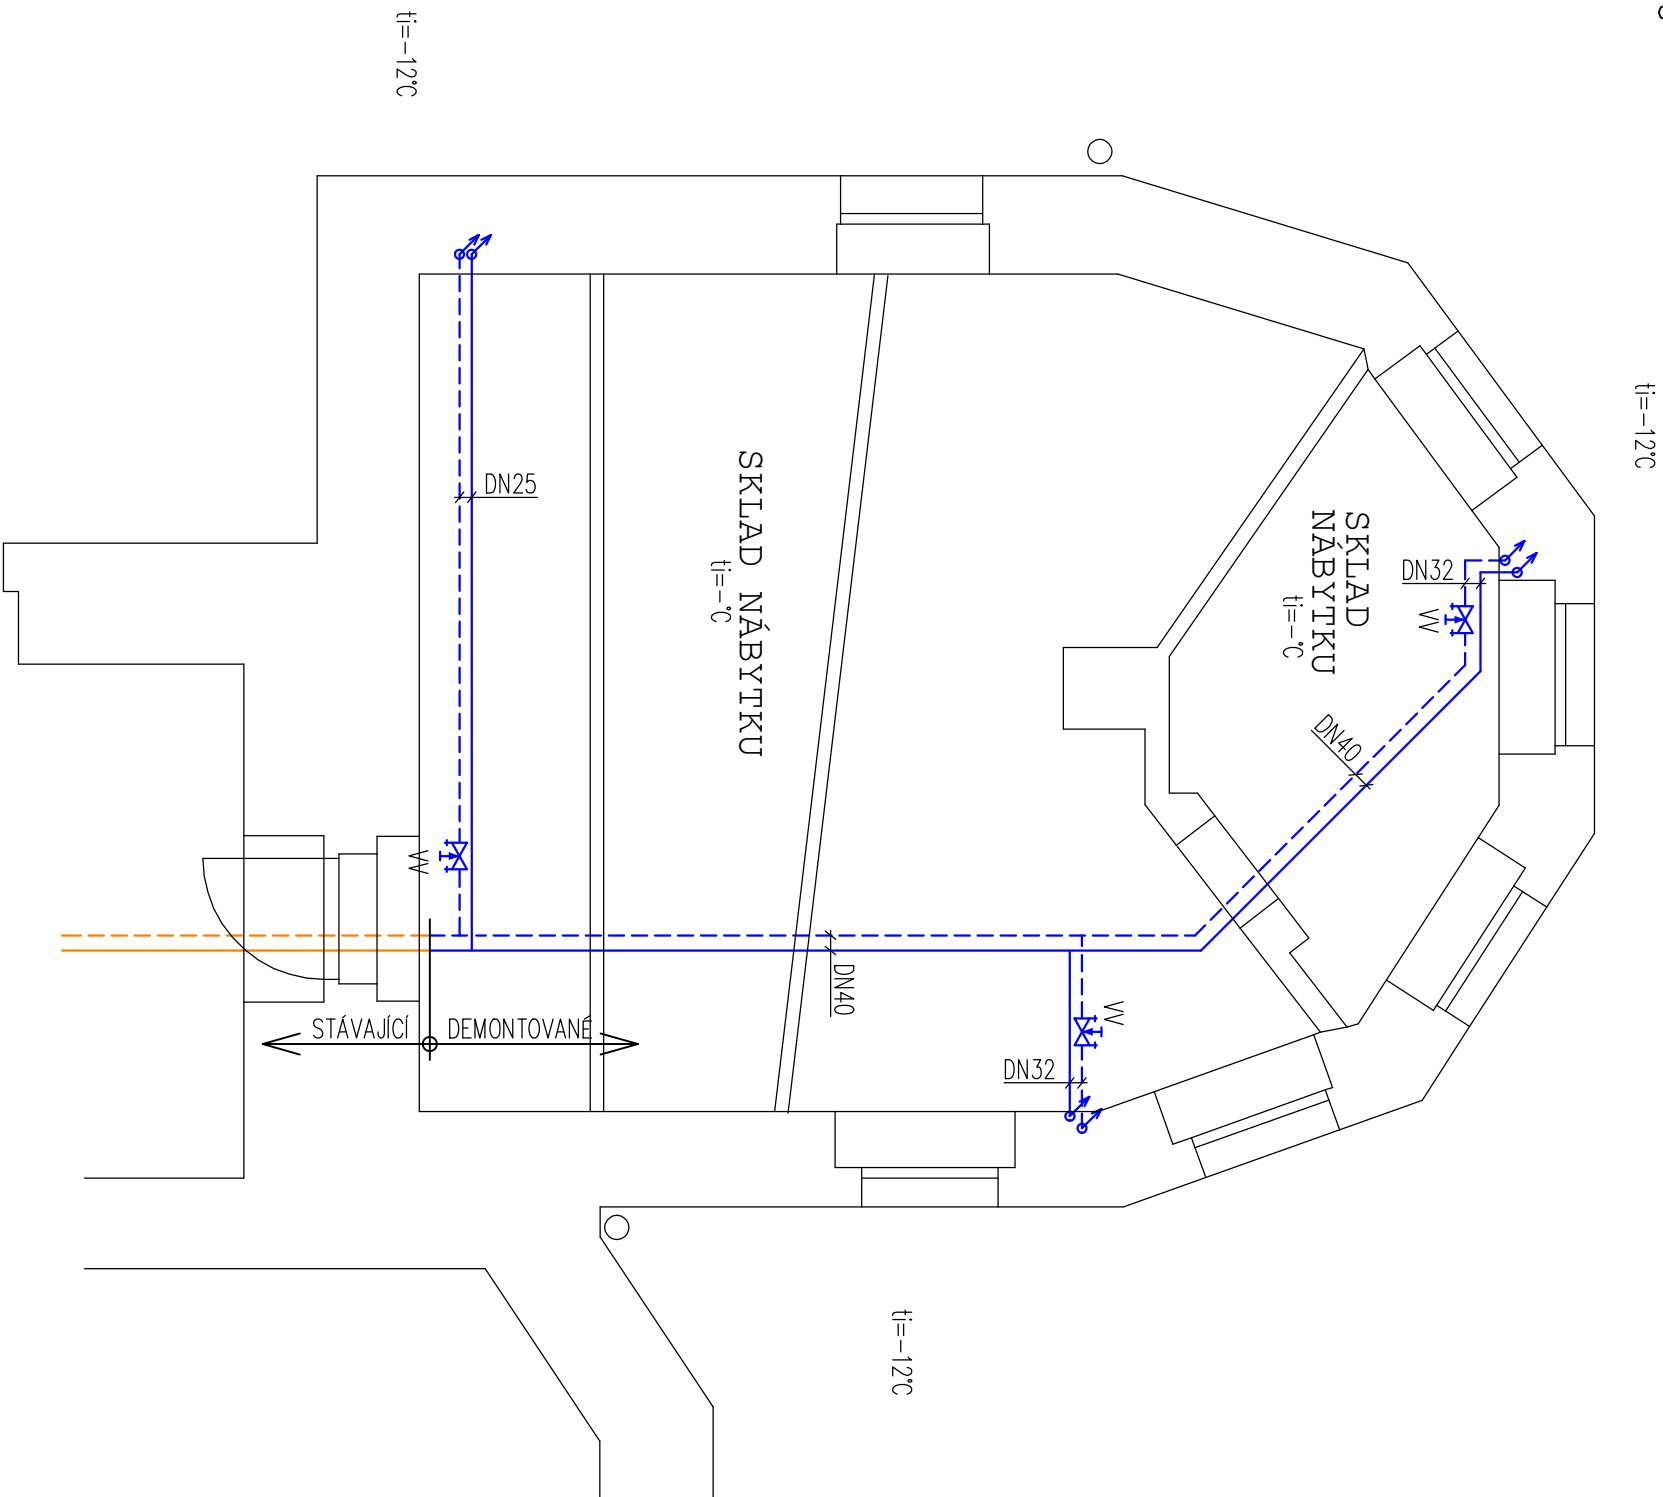 ti=-12°C
ti=-12°C
DN25
SKLAD NÁBYTKU
ti=-°C
SKLAD
NÁBYTKU
ti=-°C
DN32
VV
DN40
VV
DN40
VV
STÁVAJÍCÍ
DEMONTOVANÉ
DN32
ti=-12°C